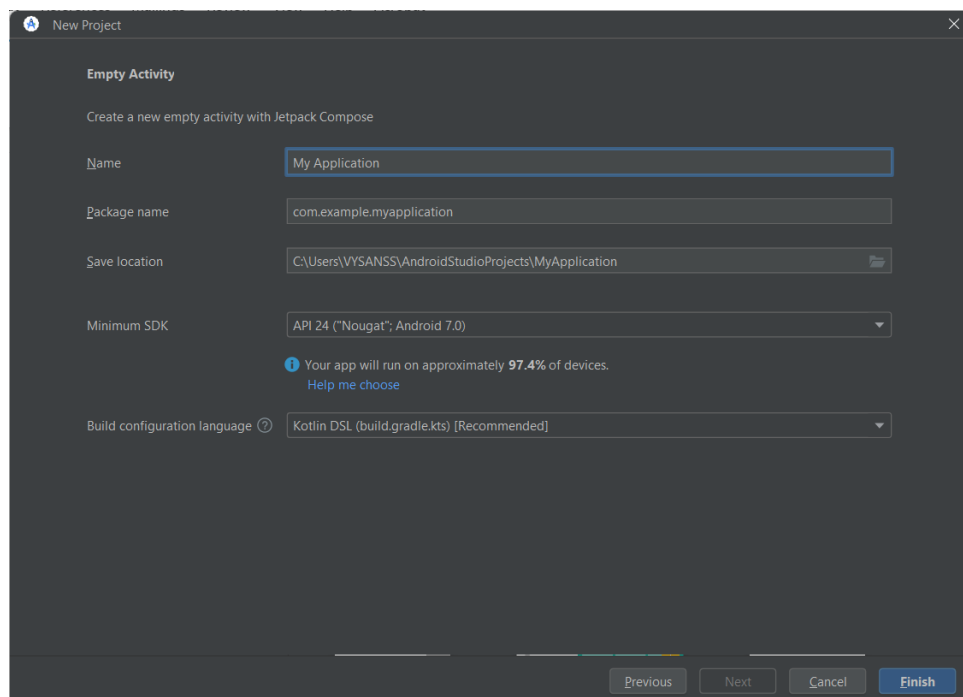 New Project
Empty Activity
Create a new empty activity with Jetpack Compose
Name My Application
Package name com.example.myapplication
Save location C:\Users\VYSANSS\AndroidStudioProjects\MyApplication
Minimum SDK API 24 ("Nougat"; Android 7.0)
Your app will run on approximately 97.4% of devices.
Help me choose
Build configuration language ? Kotlin DSL (build.gradle.kts) [Recommended]
Previous Next Cancel Finish